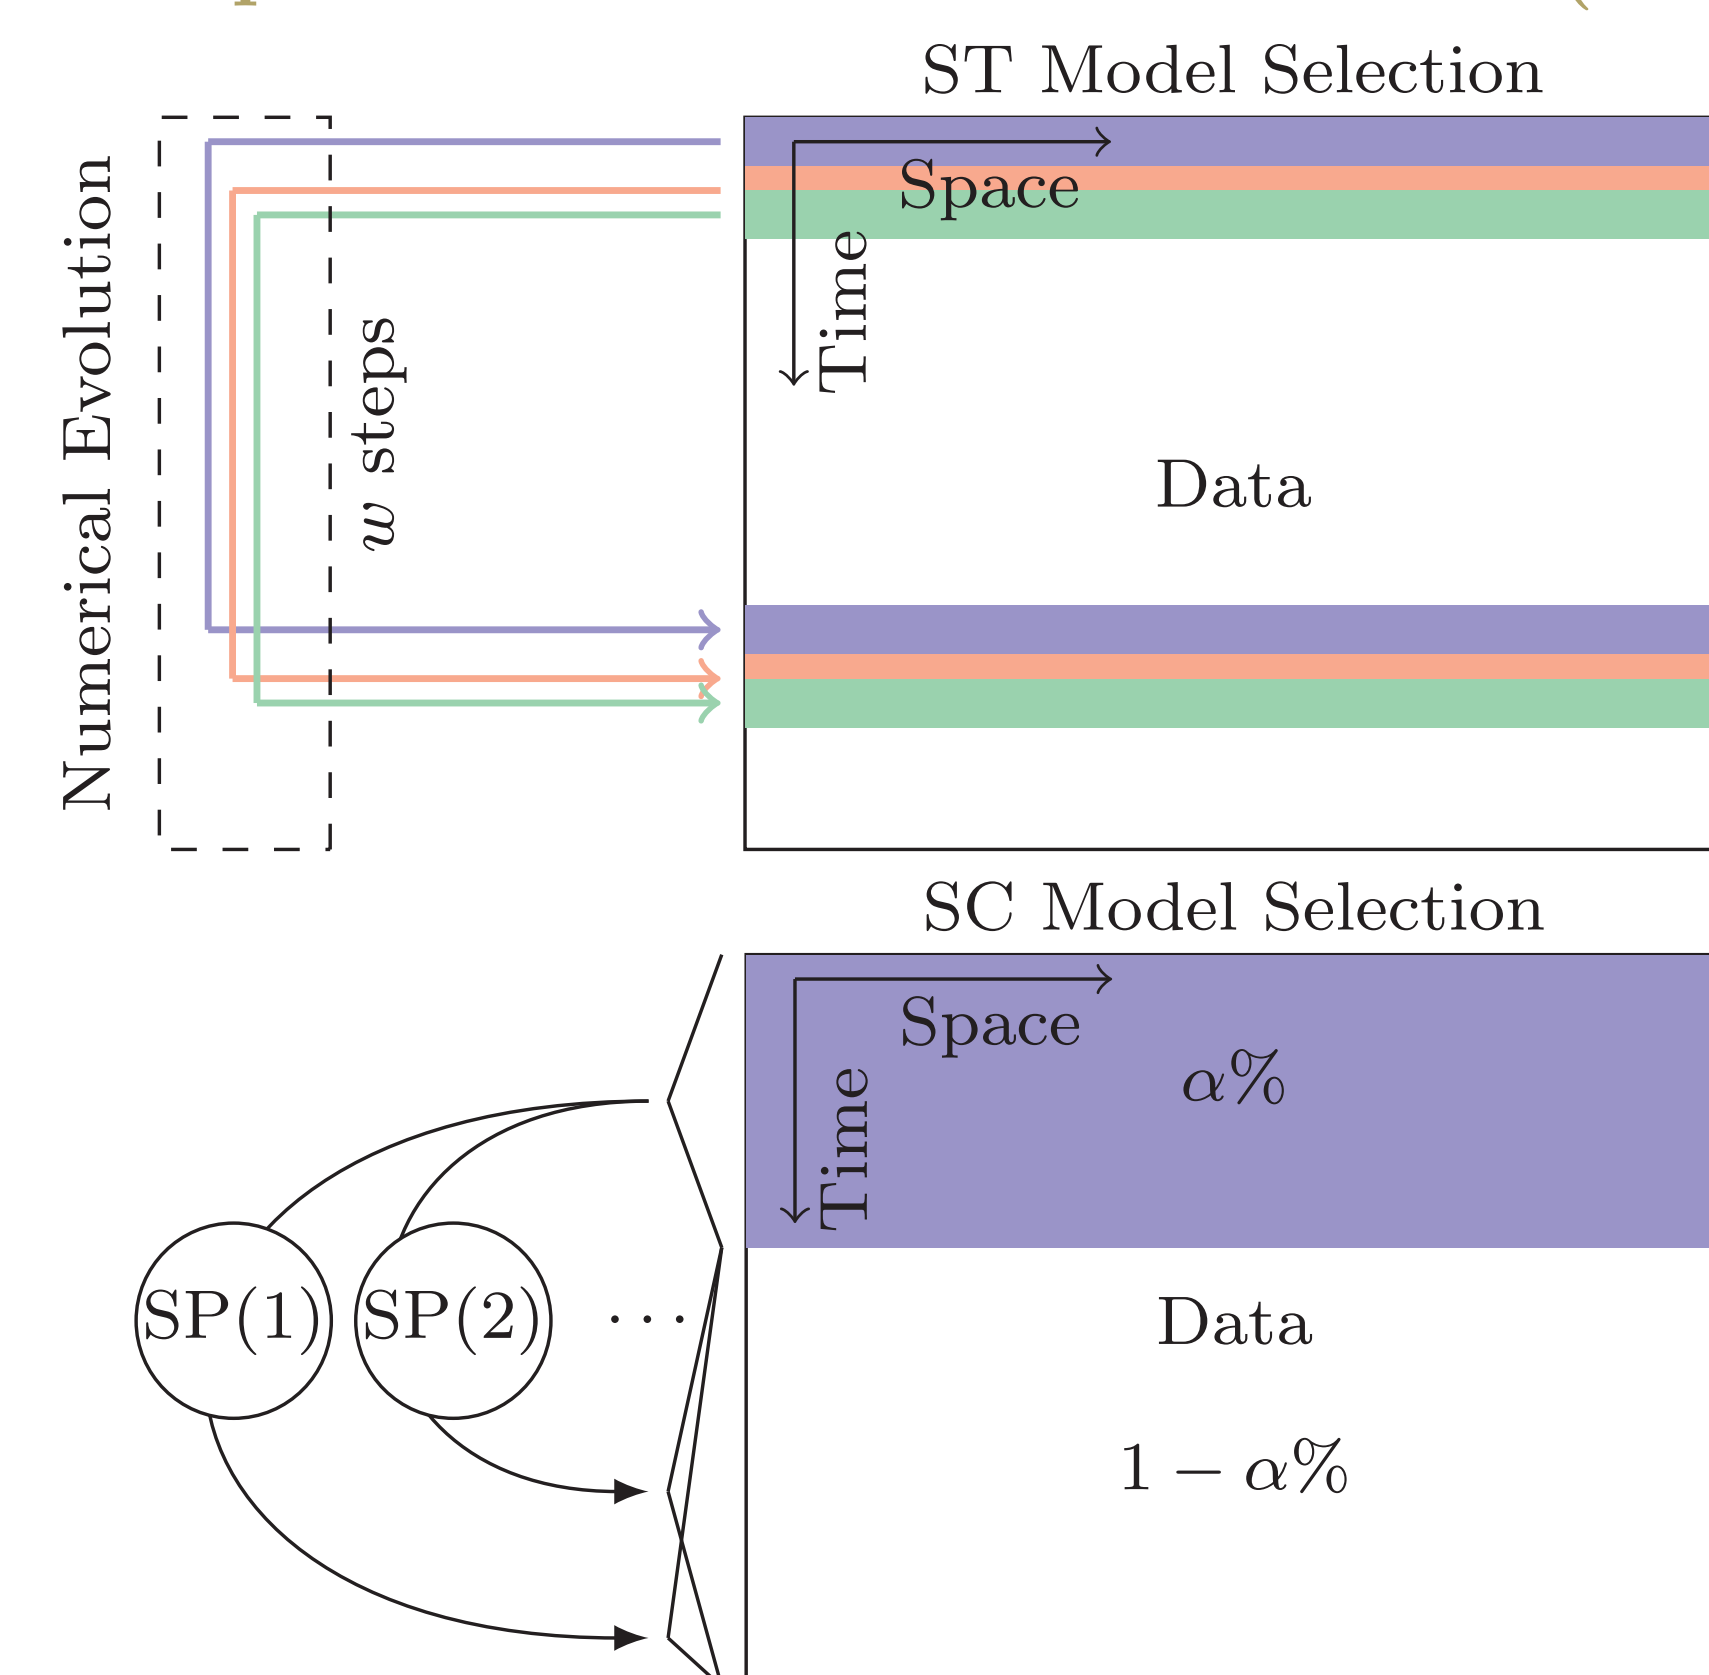 ST Model Selection
Numerical Evolution
w steps
Space
Time
Data
SC Model Selection
Space
Time
α%
SP(1)
SP(2)
...
Data
1 − α%